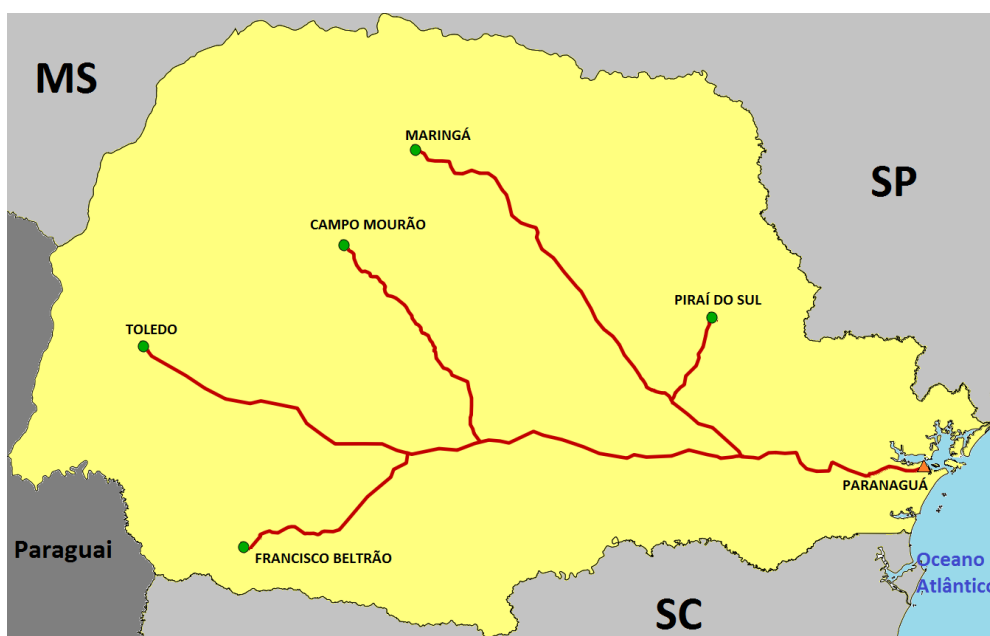 MS
MARINGÁ
SP
CAMPO MOURÃO
PIRAÍ DO SUL
TOLEDO
PARANAGUÁ
Paraguai
FRANCISCO BELTRÃO
Oceano
Atlântico
SC